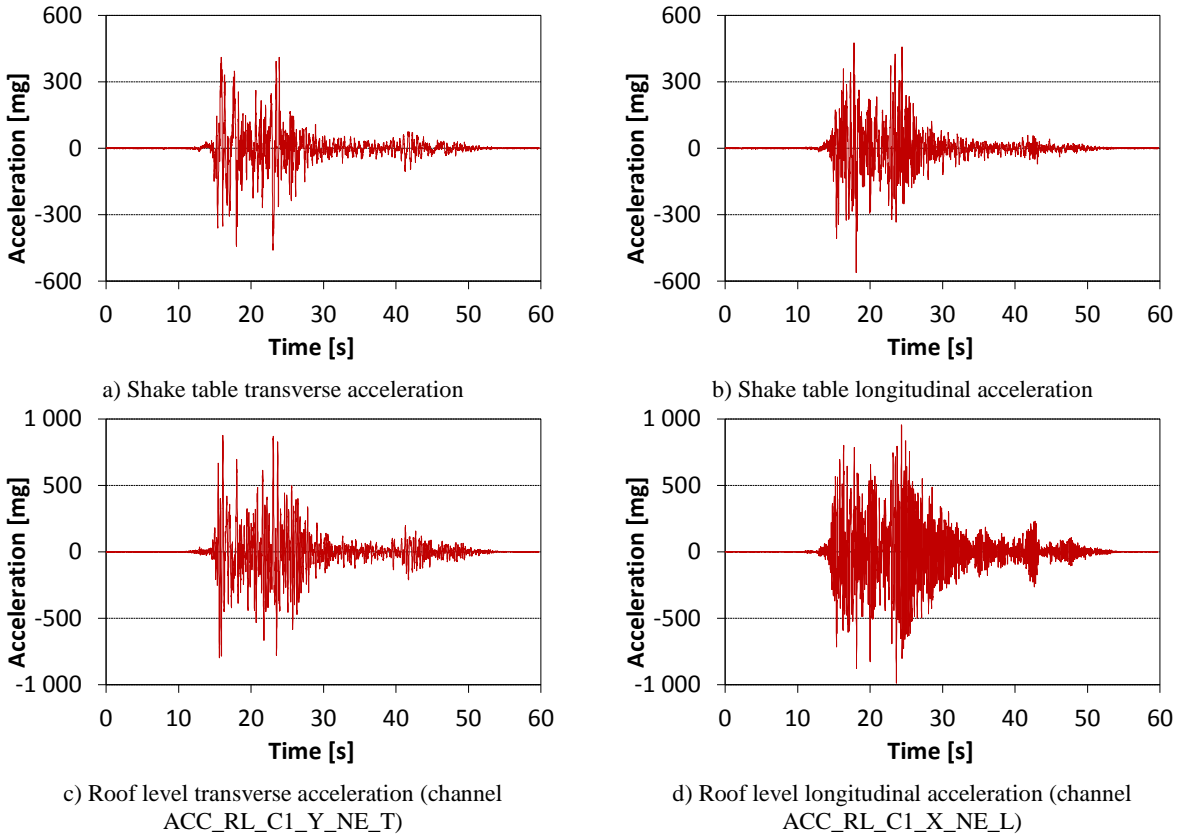 600
300
0
-300
-600
Acceleration [mg]
0 10 20 30 40 50 60
Time [s]
a) Shake table transverse acceleration
600
300
0
-300
-600
Acceleration [mg]
0 10 20 30 40 50 60
Time [s]
b) Shake table longitudinal acceleration
1 000
500
0
-500
-1 000
Acceleration [mg]
0 10 20 30 40 50 60
Time [s]
c) Roof level transverse acceleration (channel
ACC_RL_C1_Y_NE_T)
1 000
500
0
-500
-1 000
Acceleration [mg]
0 10 20 30 40 50 60
Time [s]
d) Roof level longitudinal acceleration (channel
ACC_RL_C1_X_NE_L)